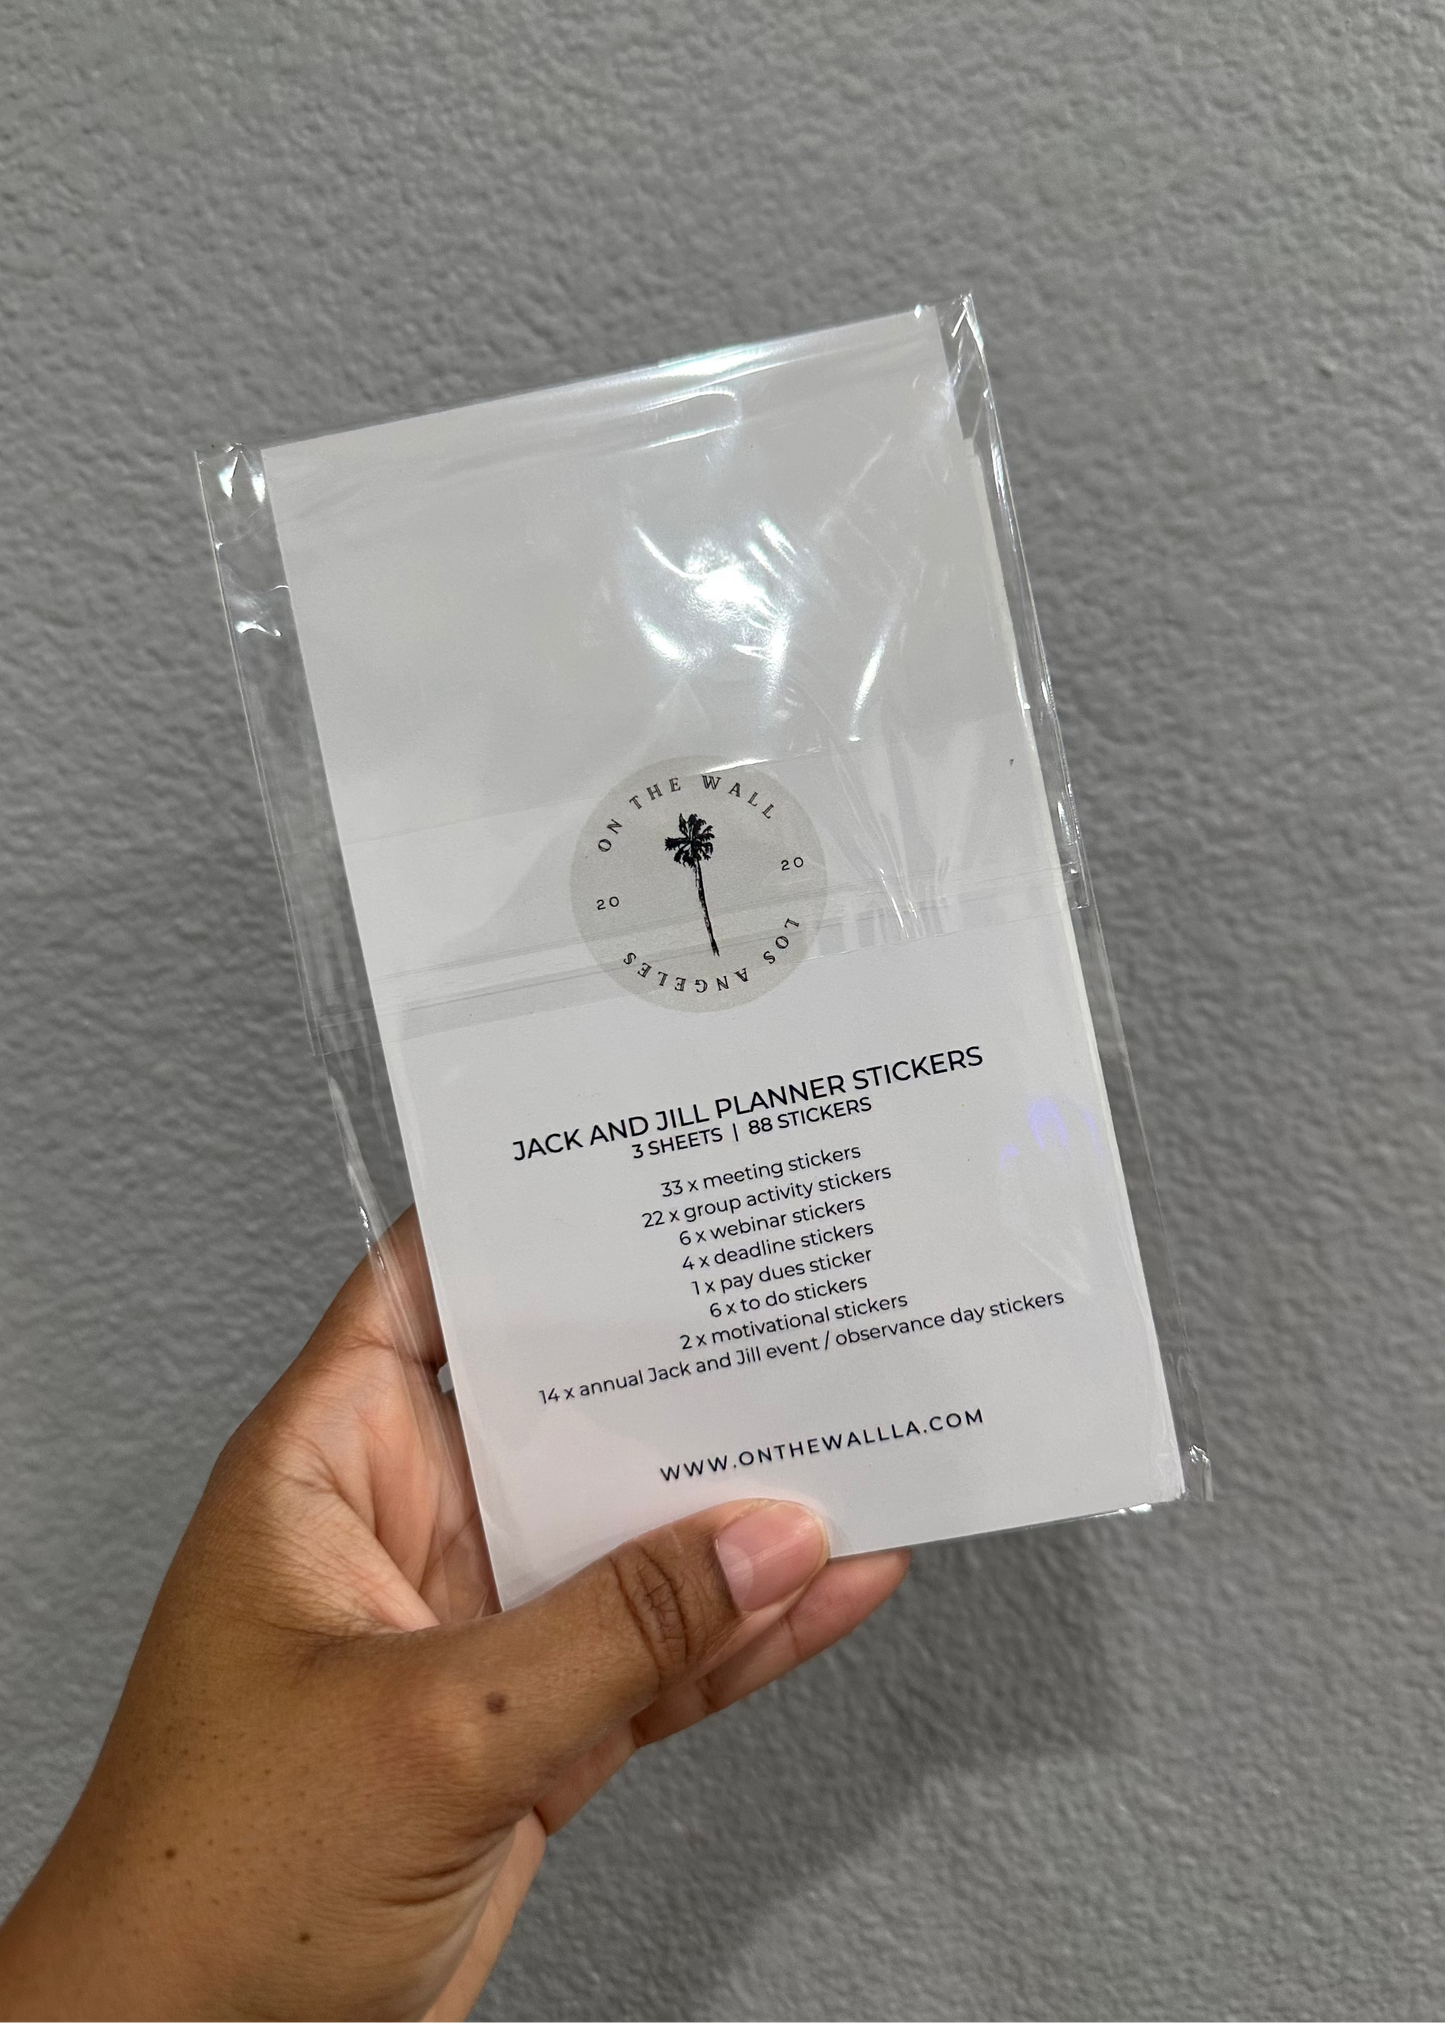 ON THE WALL
20 20
LOS ANGELES
JACK AND JILL PLANNER STICKERS
3 SHEETS | 88 STICKERS
33 x meeting stickers
22 x group activity stickers
6 x webinar stickers
4 x deadline stickers
1 x pay dues sticker
6 x to do stickers
2 x motivational stickers
14 x annual Jack and Jill event / observance day stickers
WWW.ONTHEWALLLA.COM